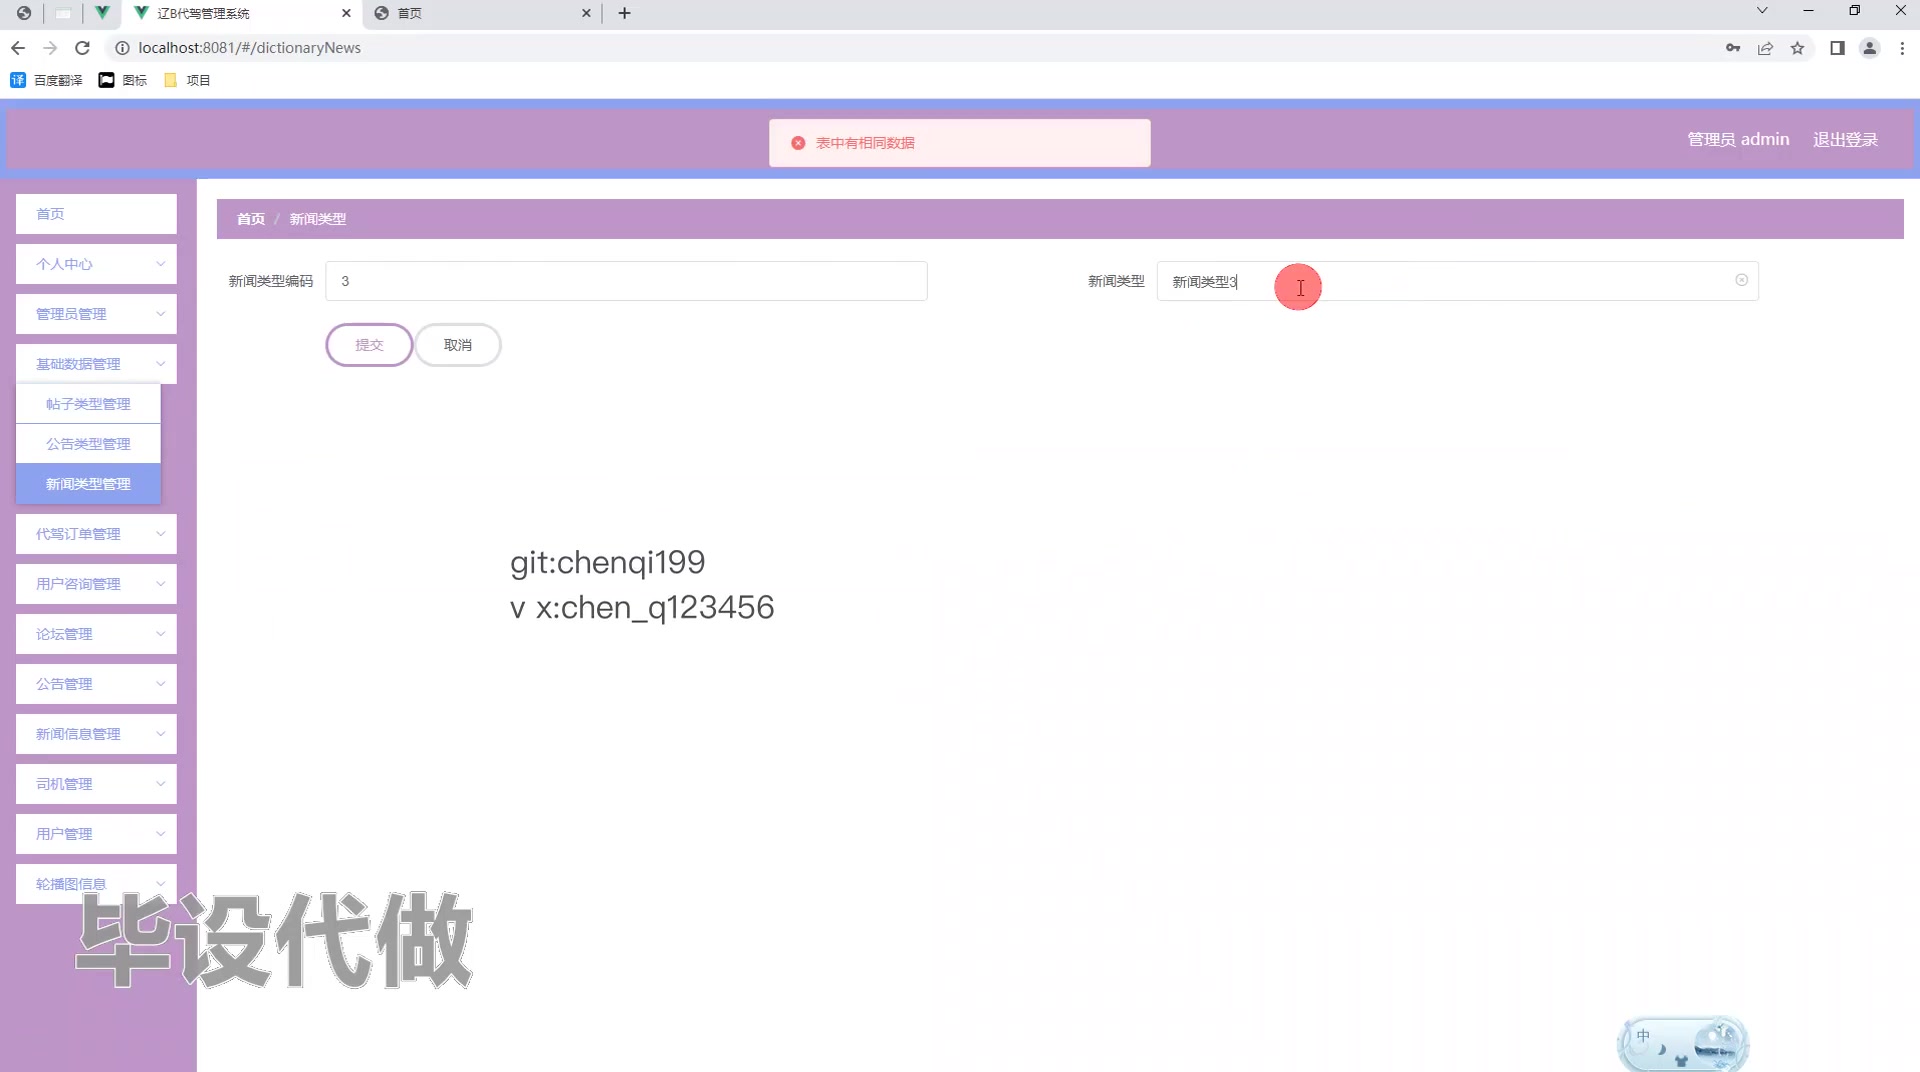 辽B代驾管理系统
首页
localhost:8081/#/dictionaryNews
译 百度翻译
图标
项目
表中有相同数据
管理员 admin
退出登录
首页
个人中心
管理员管理
基础数据管理
帖子类型管理
公告类型管理
新闻类型管理
代驾订单管理
用户咨询管理
论坛管理
公告管理
新闻信息管理
司机管理
用户管理
轮播图信息
首页 / 新闻类型
新闻类型编码 3
新闻类型 新闻类型3
提交
取消
git:chenqi199
v x:chen_q123456
毕设代做
中